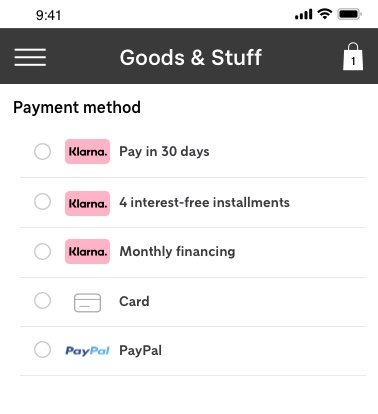 9:41
Goods & Stuff
1
Payment method
Klarna. Pay in 30 days
Klarna. 4 interest-free installments
Klarna. Monthly financing
Card
PayPal PayPal